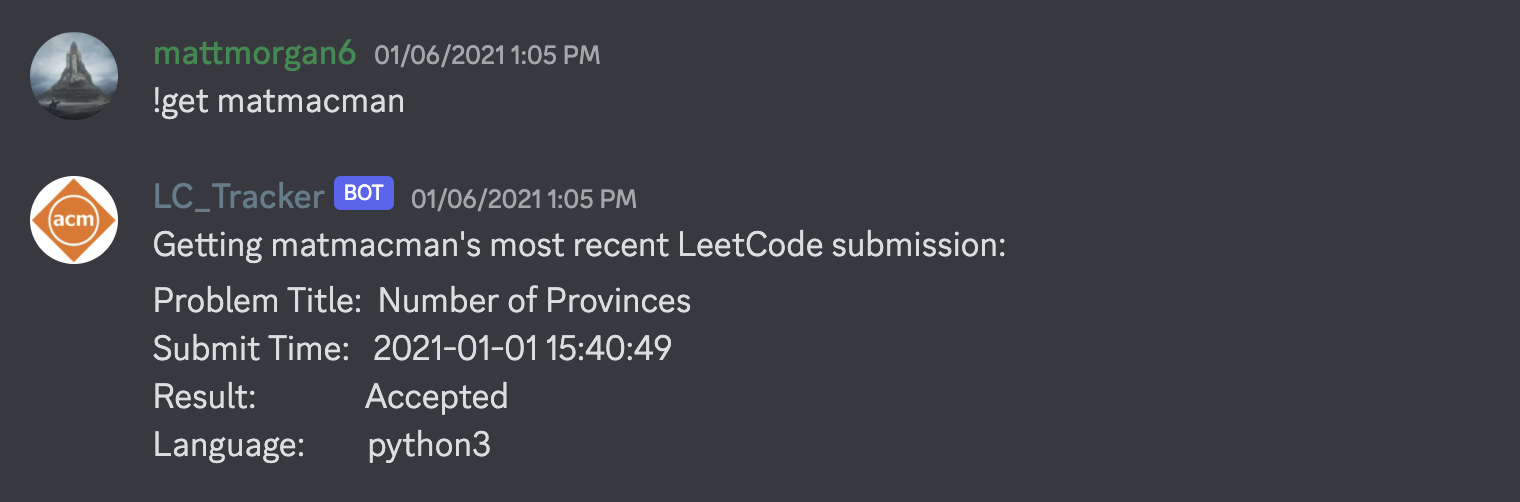 mattmorgan6 01/06/2021 1:05 PM
!get matmacman
acm
LC_Tracker BOT 01/06/2021 1:05 PM
Getting matmacman's most recent LeetCode submission:
Problem Title: Number of Provinces
Submit Time: 2021-01-01 15:40:49
Result: Accepted
Language: python3